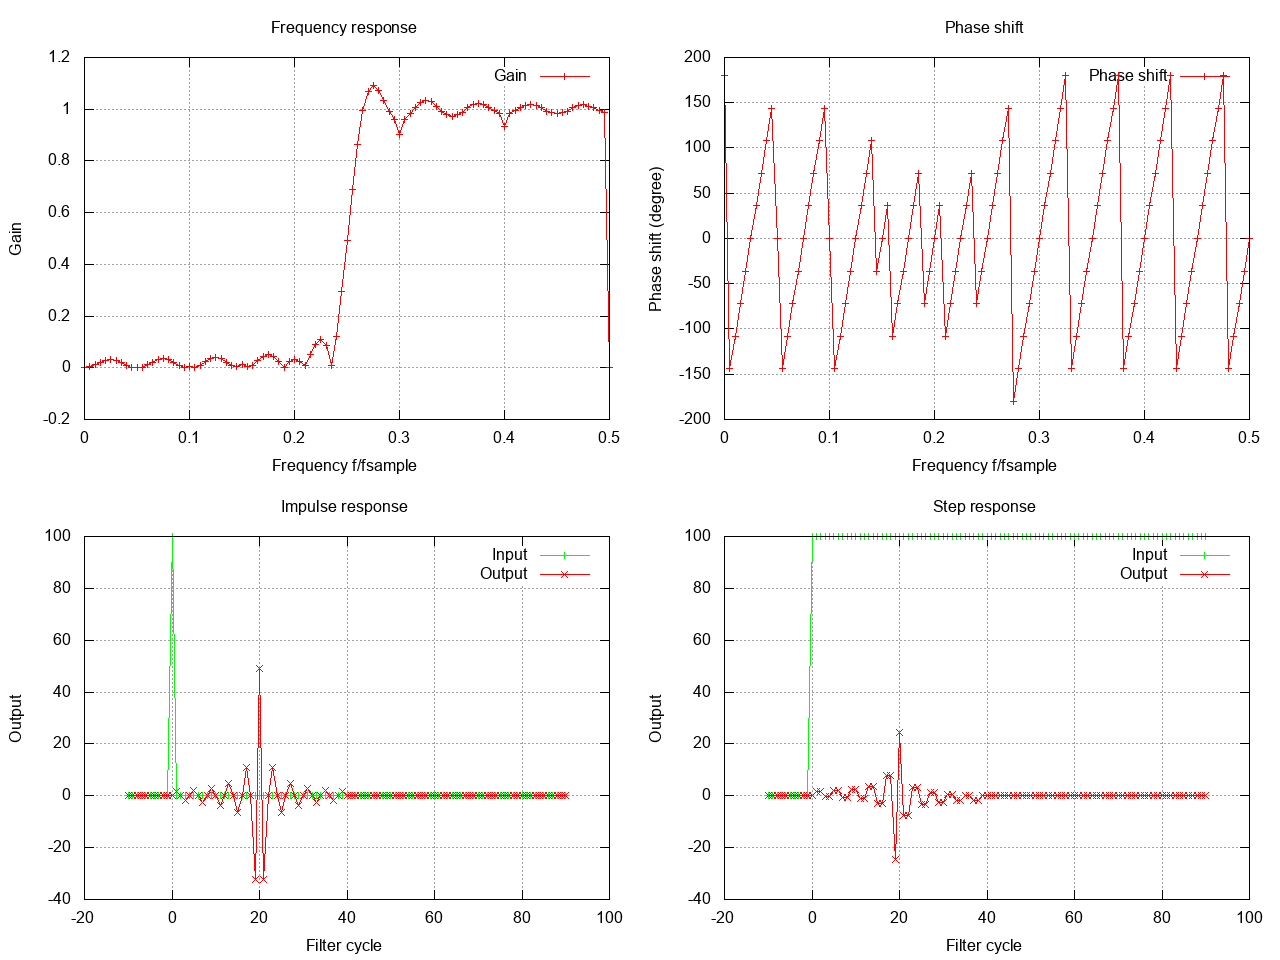 Frequency response
Gain
1.2
1
0.8
0.6
0.4
0.2
0
-0.2
Gain
0 0.1 0.2 0.3 0.4 0.5
Frequency f/fsample
Phase shift
Phase shift
200
150
100
50
0
-50
-100
-150
-200
Phase shift (degree)
0 0.1 0.2 0.3 0.4 0.5
Frequency f/fsample
Impulse response
Input
Output
100
80
60
40
20
0
-20
-40
Output
-20 0 20 40 60 80 100
Filter cycle
Step response
Input
Output
100
80
60
40
20
0
-20
-40
Output
-20 0 20 40 60 80 100
Filter cycle